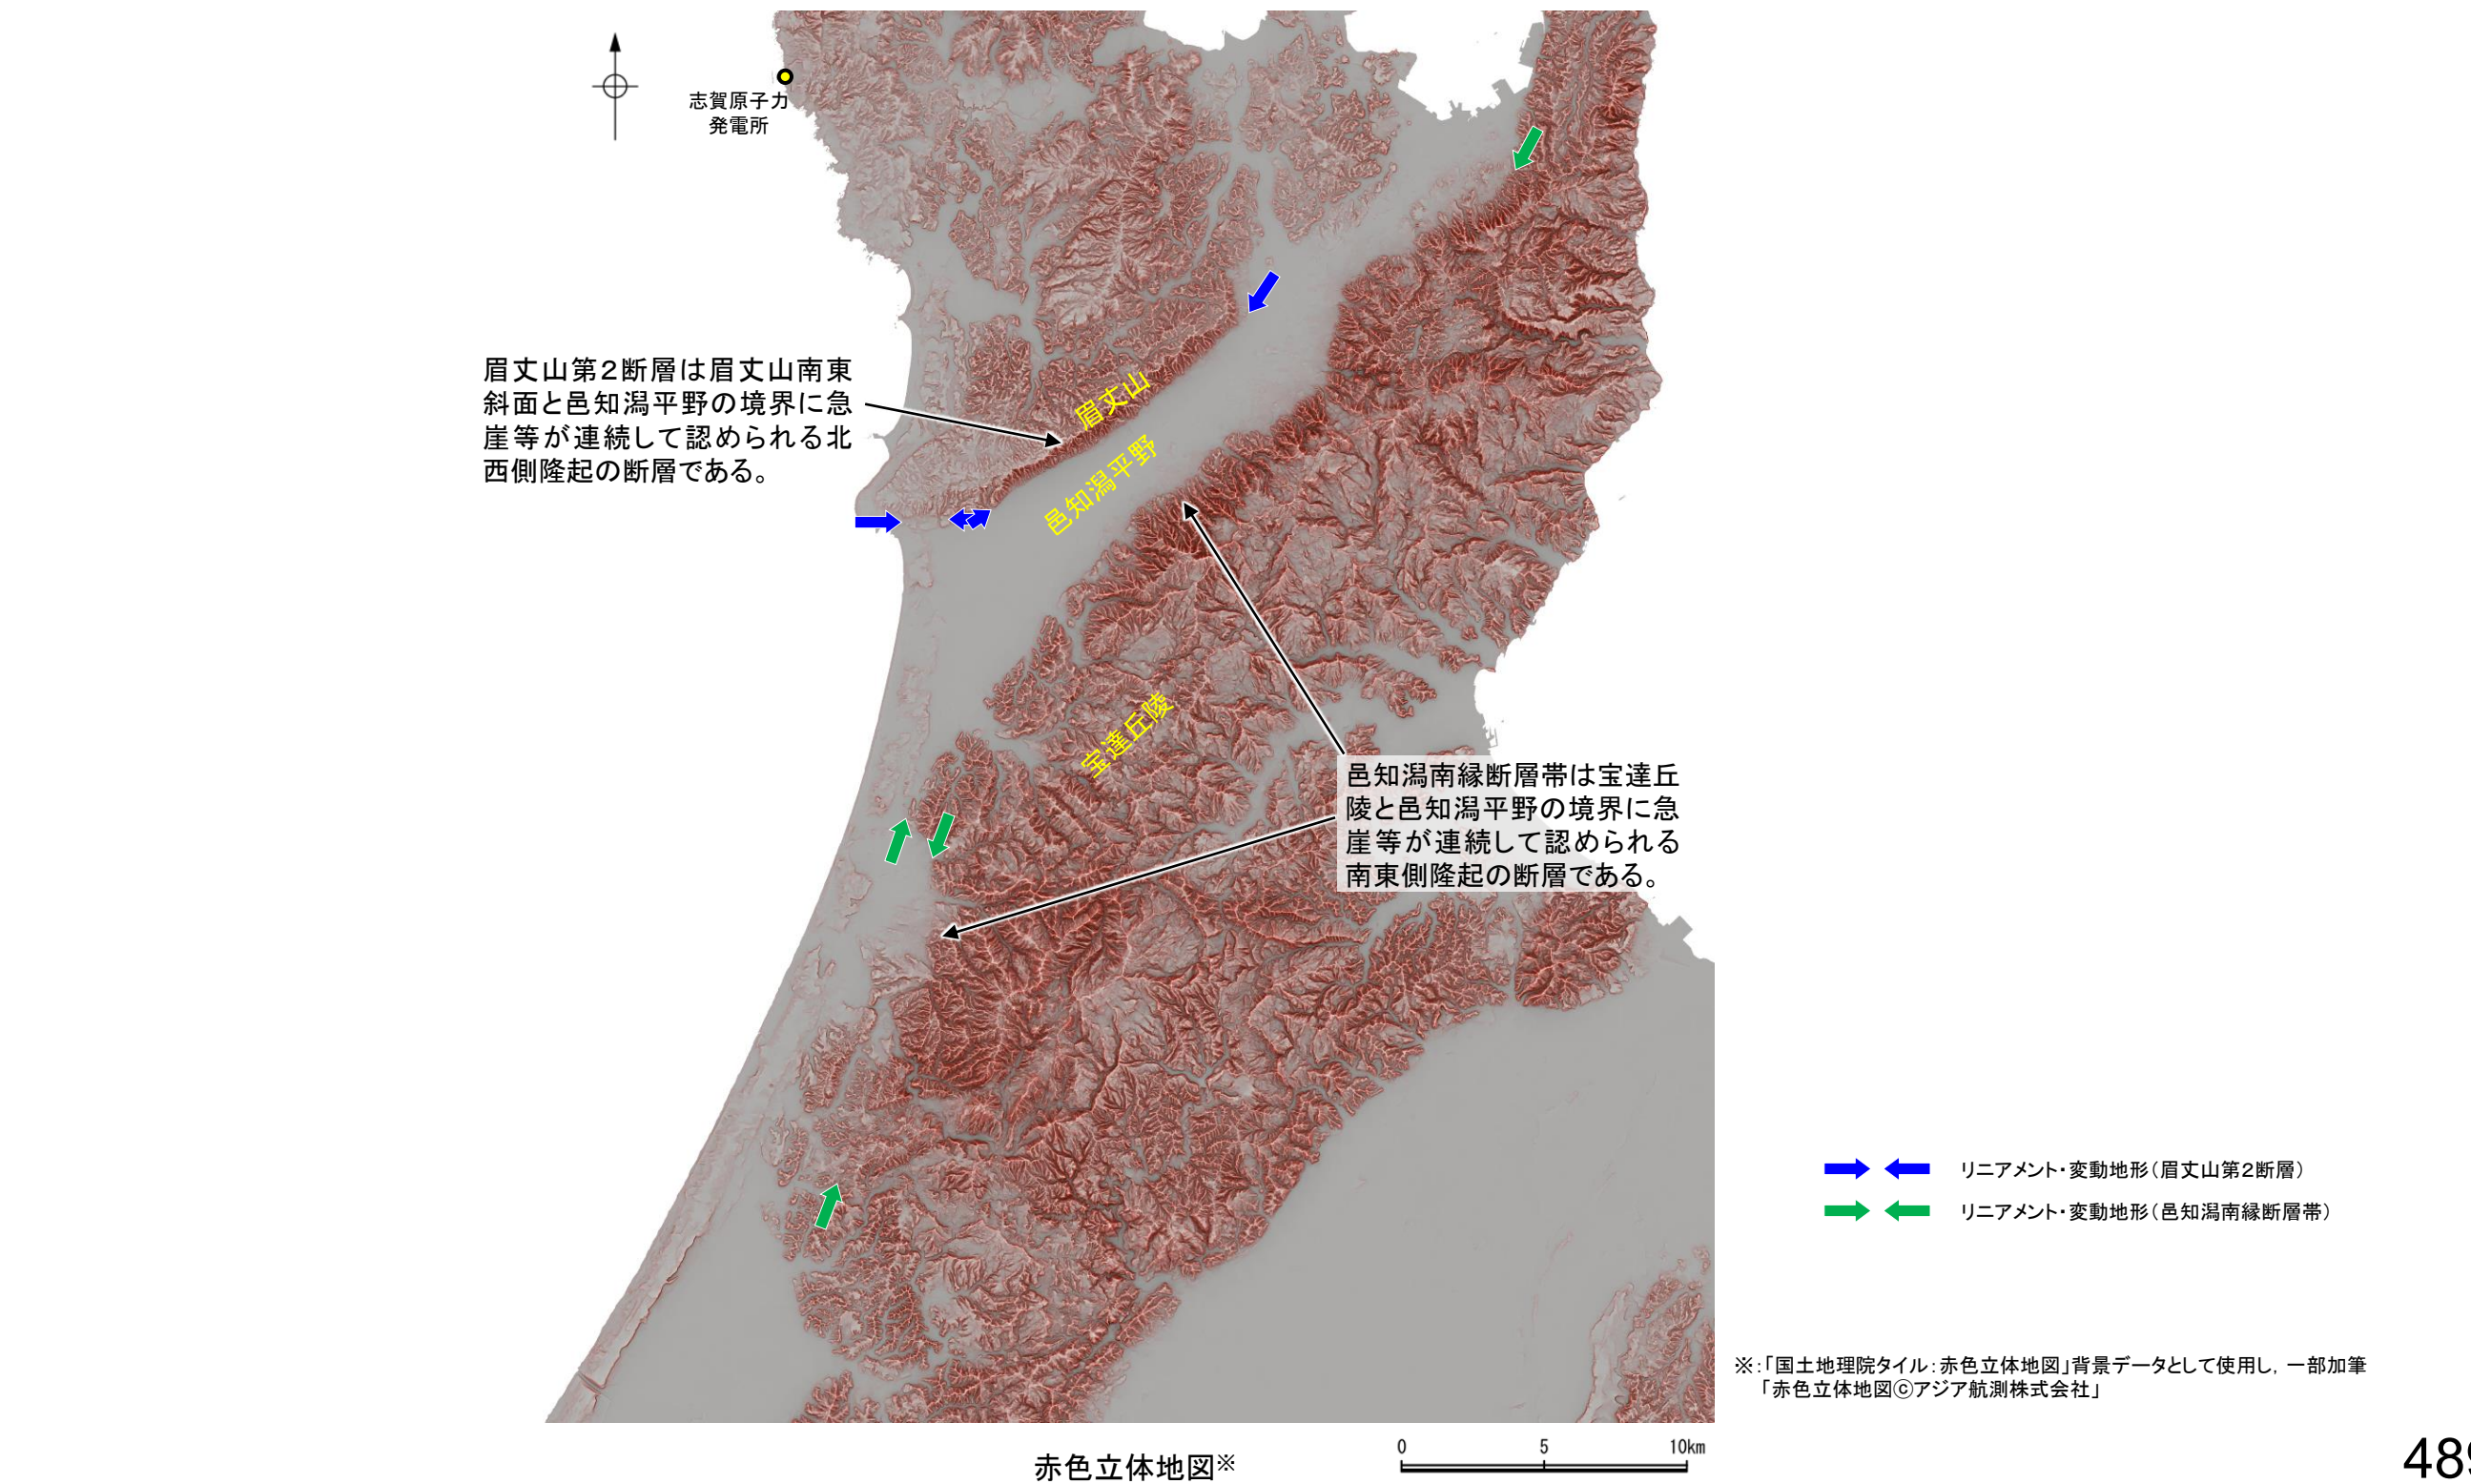 志賀原子力
発電所
眉丈山第2断層は眉丈山南東
斜面と邑知潟平野の境界に急
崖等が連続して認められる北
西側隆起の断層である。
眉丈山
邑知潟平野
宝達丘陵
邑知潟南縁断層帯は宝達丘
陵と邑知潟平野の境界に急
崖等が連続して認められる
南東側隆起の断層である。
リニアメント・変動地形(眉丈山第2断層)
リニアメント・変動地形(邑知潟南縁断層帯)
※:「国土地理院タイル:赤色立体地図」背景データとして使用し,一部加筆
「赤色立体地図ⓒアジア航測株式会社」
赤色立体地図※
0 5 10km